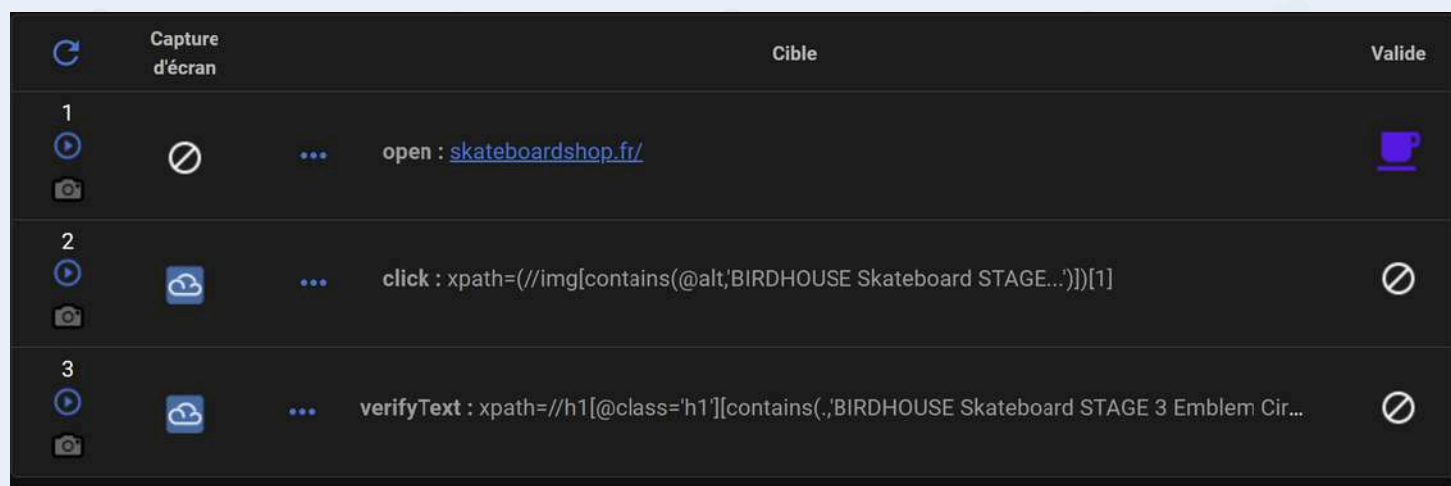 Capture
d'écran
Cible
Valide
1
open : skateboardshop.fr/
2
click : xpath=(//img[contains(@alt,'BIRDHOUSE Skateboard STAGE...')])[1]
3
verifyText : xpath=//h1[@class='h1'][contains(.,'BIRDHOUSE Skateboard STAGE 3 Emblem Cir...